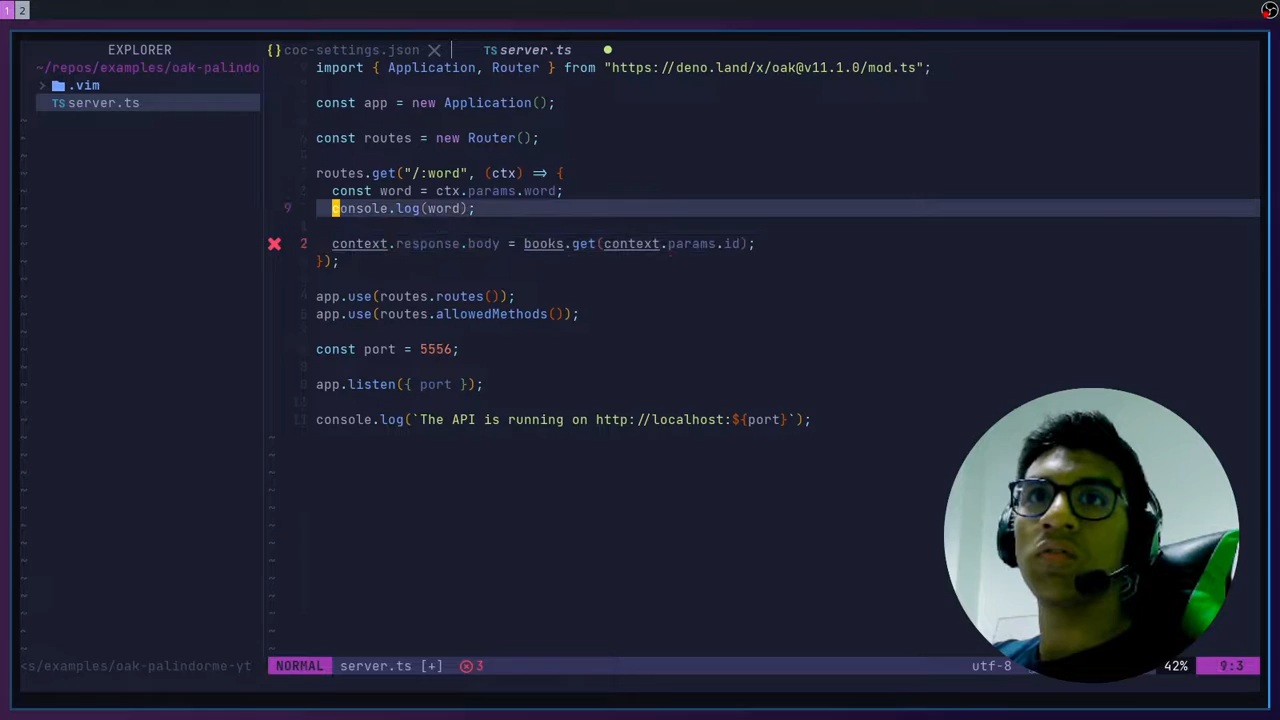 1 2
EXPLORER
{} coc-settings.json
TS server.ts
~/repos/examples/oak-palindo
.vim
TS server.ts
import { Application, Router } from "https://deno.land/x/oak@v11.1.0/mod.ts";
const app = new Application();
const routes = new Router();
routes.get("/:word", (ctx) => {
const word = ctx.params.word;
9 console.log(word);
2 context.response.body = books.get(context.params.id);
});
app.use(routes.routes());
app.use(routes.allowedMethods());
const port = 5556;
app.listen({ port });
console.log(`The API is running on http://localhost:${port}`);
<s/examples/oak-palindorme-yt
NORMAL server.ts [+] 3
utf-8
42% 9:3